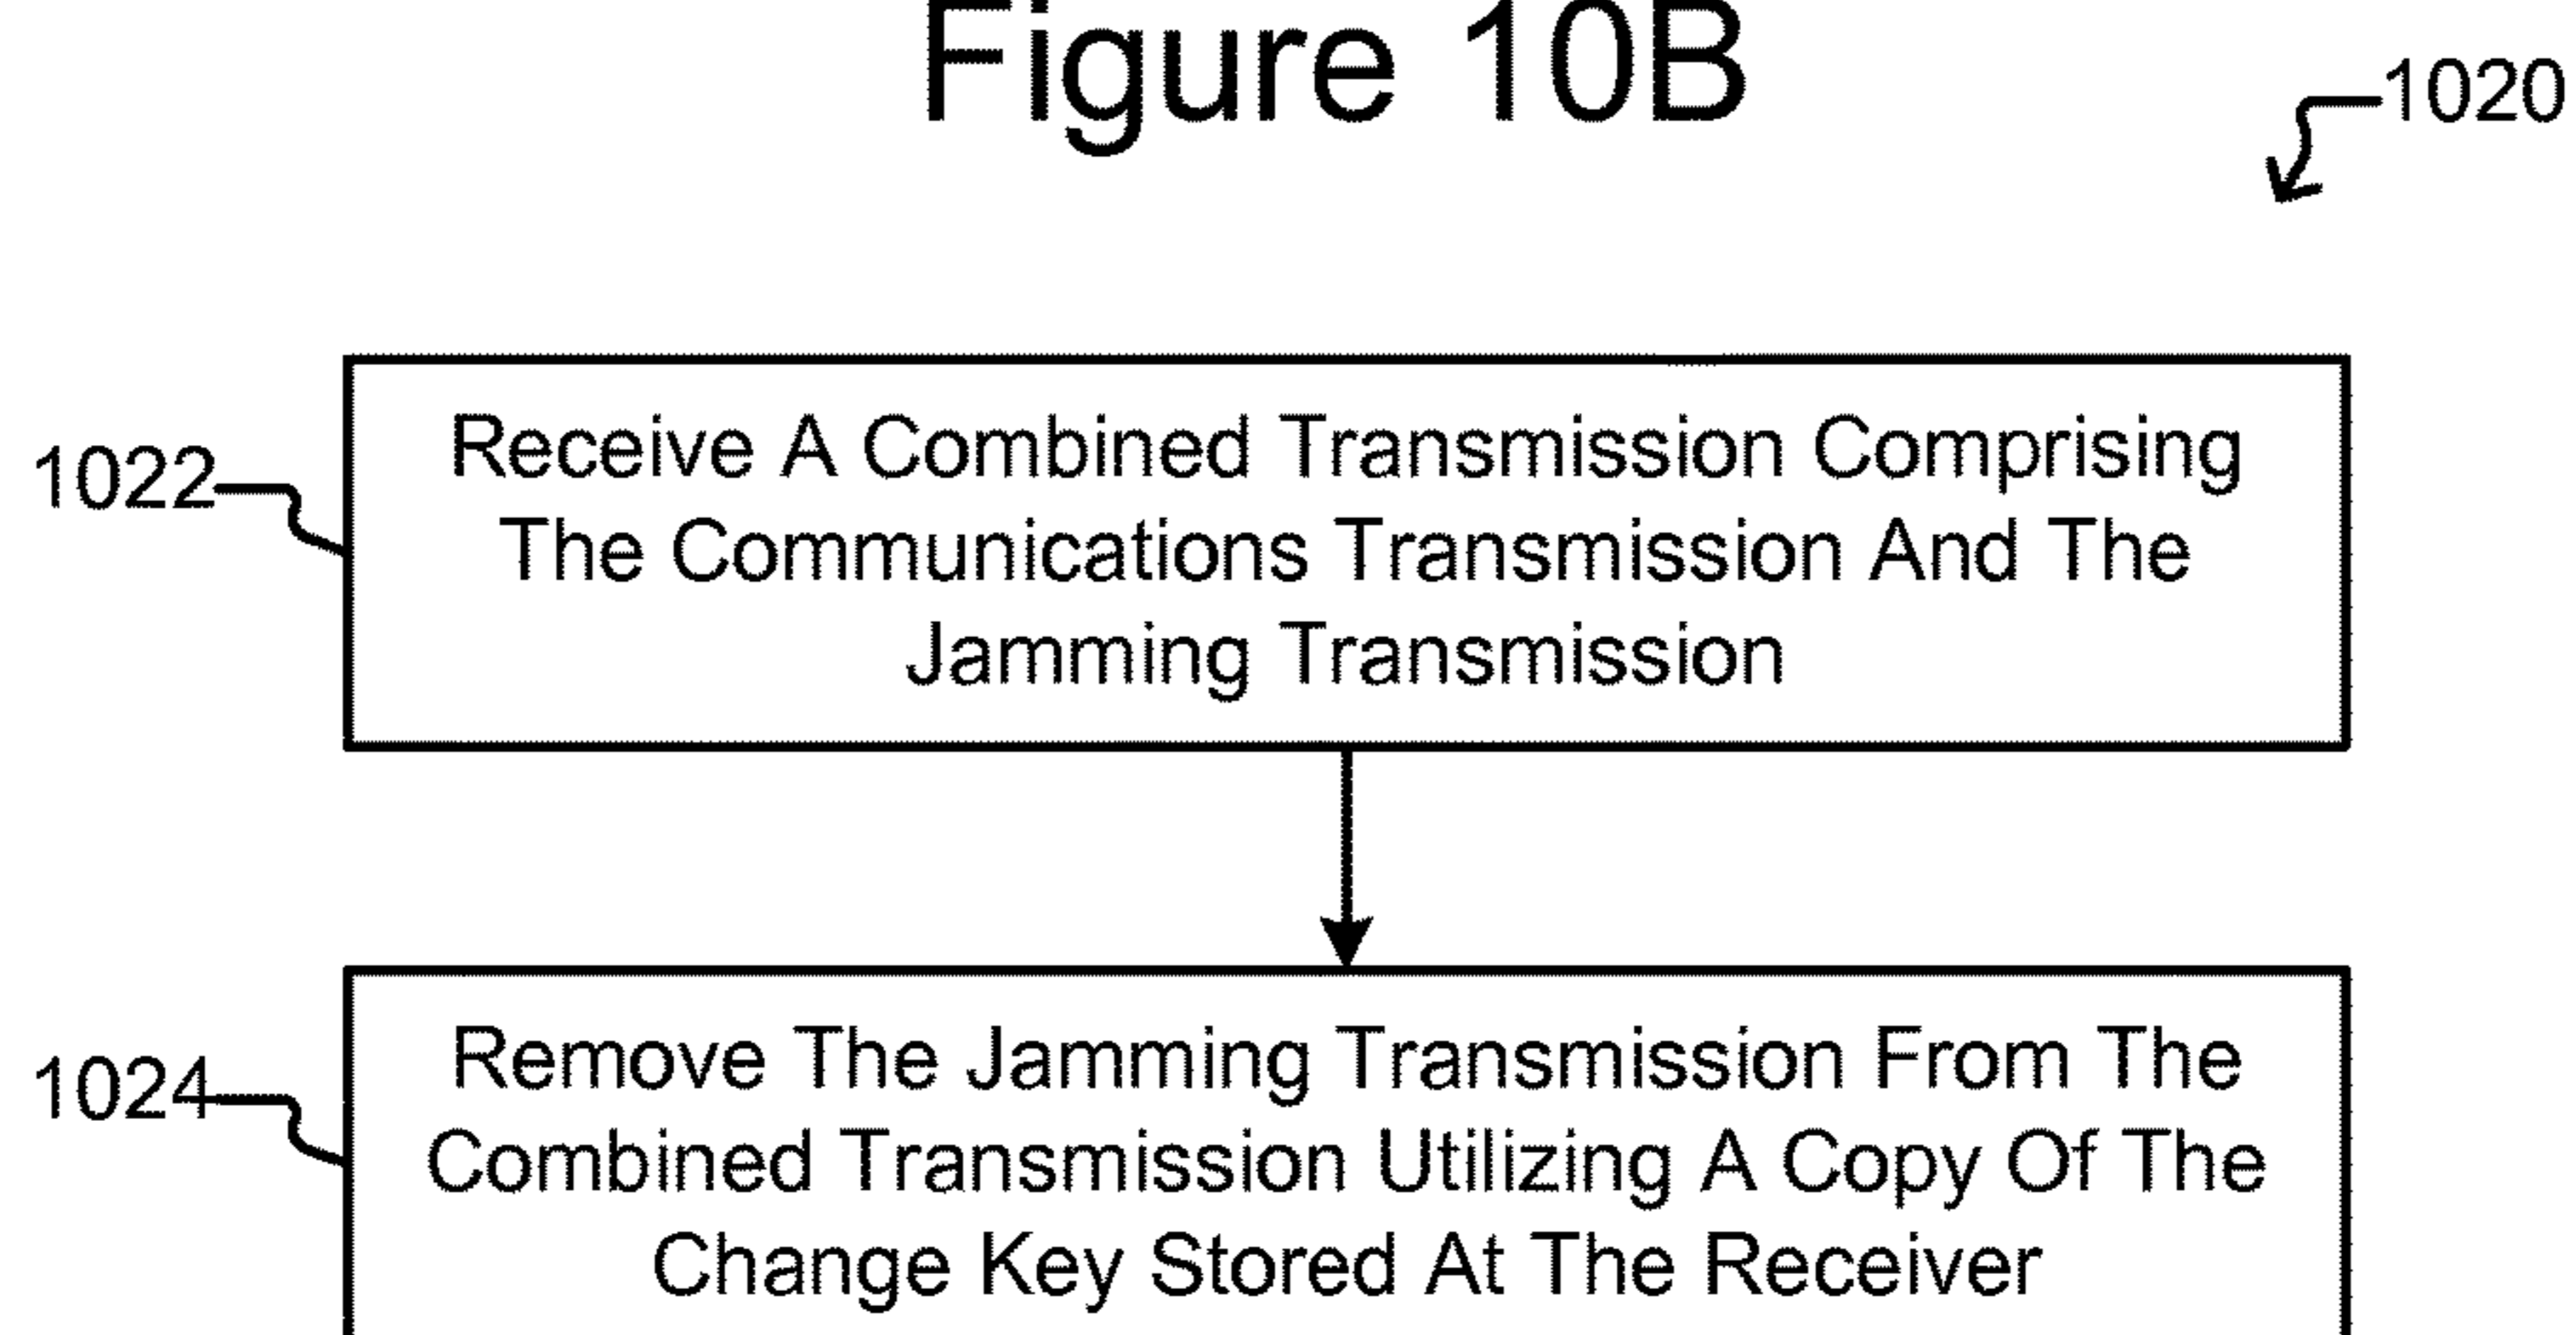 Figure 10B
1020
1022
Receive A Combined Transmission Comprising
The Communications Transmission And The
Jamming Transmission
1024
Remove The Jamming Transmission From The
Combined Transmission Utilizing A Copy Of The
Change Key Stored At The Receiver